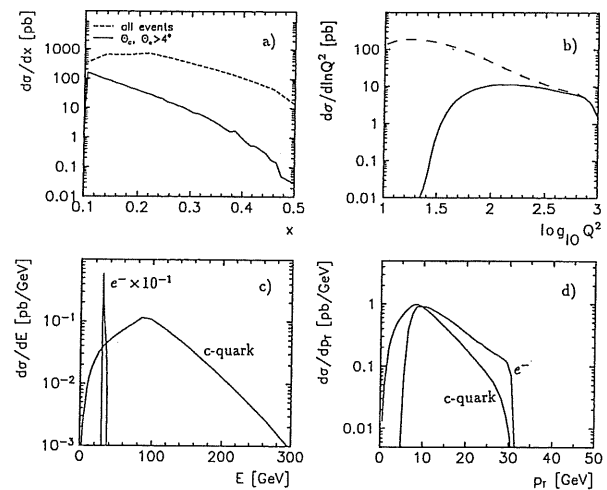 dσ/dx [pb]
1000
100
10
1
0.1
0.01
all events
Θc, Θe>4°
a)
0.1 0.2 0.3 0.4 0.5
x
dσ/dlnQ² [pb]
100
10
1
0.1
0.01
b)
1 1.5 2 2.5 3
log10 Q²
dσ/dE [pb/GeV]
10⁻¹
10⁻²
10⁻³
e⁻ ×10⁻¹
c)
c-quark
0 100 200 300
E [GeV]
dσ/dpT [pb/GeV]
1
0.1
0.01
d)
e⁻
c-quark
0 10 20 30 40 50
pT [GeV]